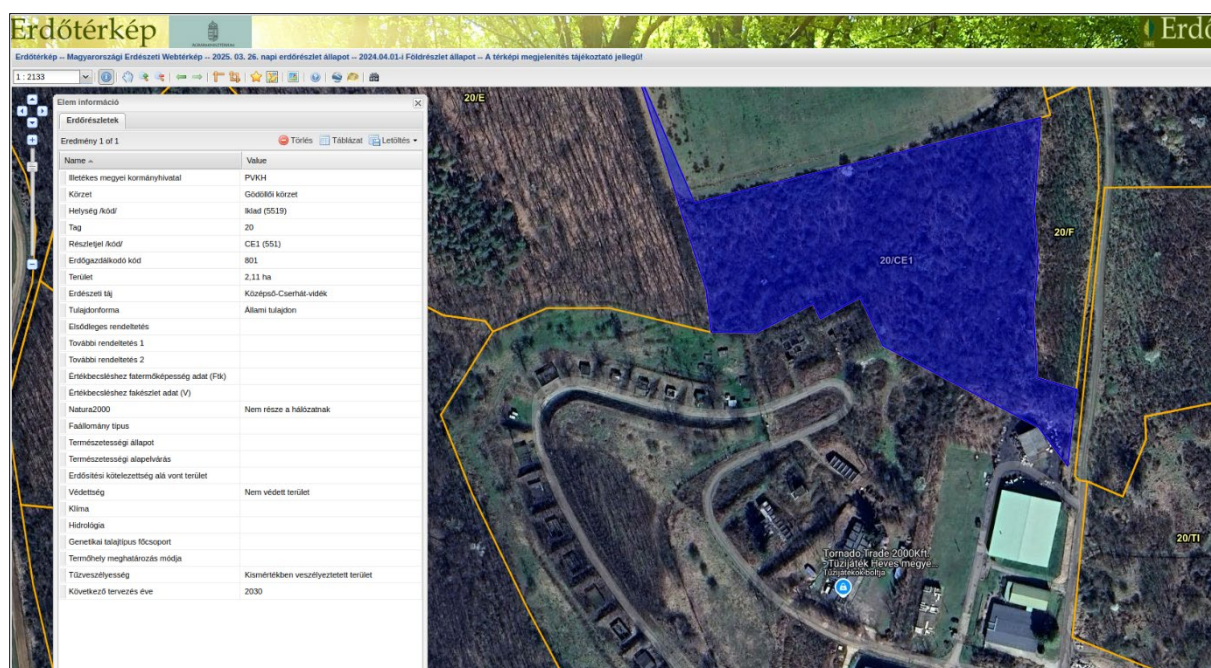 Erdőtérkép
Erdő
Erdőtérkép -- Magyarországi Erdészeti Webtérkép -- 2025. 03. 26. napi erdőrészlet állapot -- 2024.04.01-i Földrészlet állapot -- A térképi megjelenítés tájékoztató jellegű!
1 : 2133
Elem információ
Erdőrészletek
Eredmény 1 of 1 Törlés Táblázat Letöltés
Name Value
Illetékes megyei kormányhivatal PVKH
Körzet Gödöllői körzet
Helység /kód/ Iklad (5519)
Tag 20
Részletjel /kód/ CE1 (551)
Erdőgazdálkodó kód 801
Terület 2,11 ha
Erdészeti táj Középső-Cserhát-vidék
Tulajdonforma Állami tulajdon
Elsődleges rendeltetés
További rendeltetés 1
További rendeltetés 2
Értékbecsléshez fatermőképesség adat (Ftk)
Értékbecsléshez fakészlet adat (V)
Natura2000 Nem része a hálózatnak
Faállomány típus
Természetességi állapot
Természetességi alapelvárás
Erdősítési kötelezettség alá vont terület
Védettség Nem védett terület
Klíma
Hidrológia
Genetikai talajtípus főcsoport
Termőhely meghatározás módja
Tűzveszélyesség Kismértékben veszélyeztetett terület
Következő tervezés éve 2030
20/E
20/F
20/CE1
20/TI
Tornado Trade 2000Kft.
-Tűzijáték Heves megye...
Tűzijátékok boltja